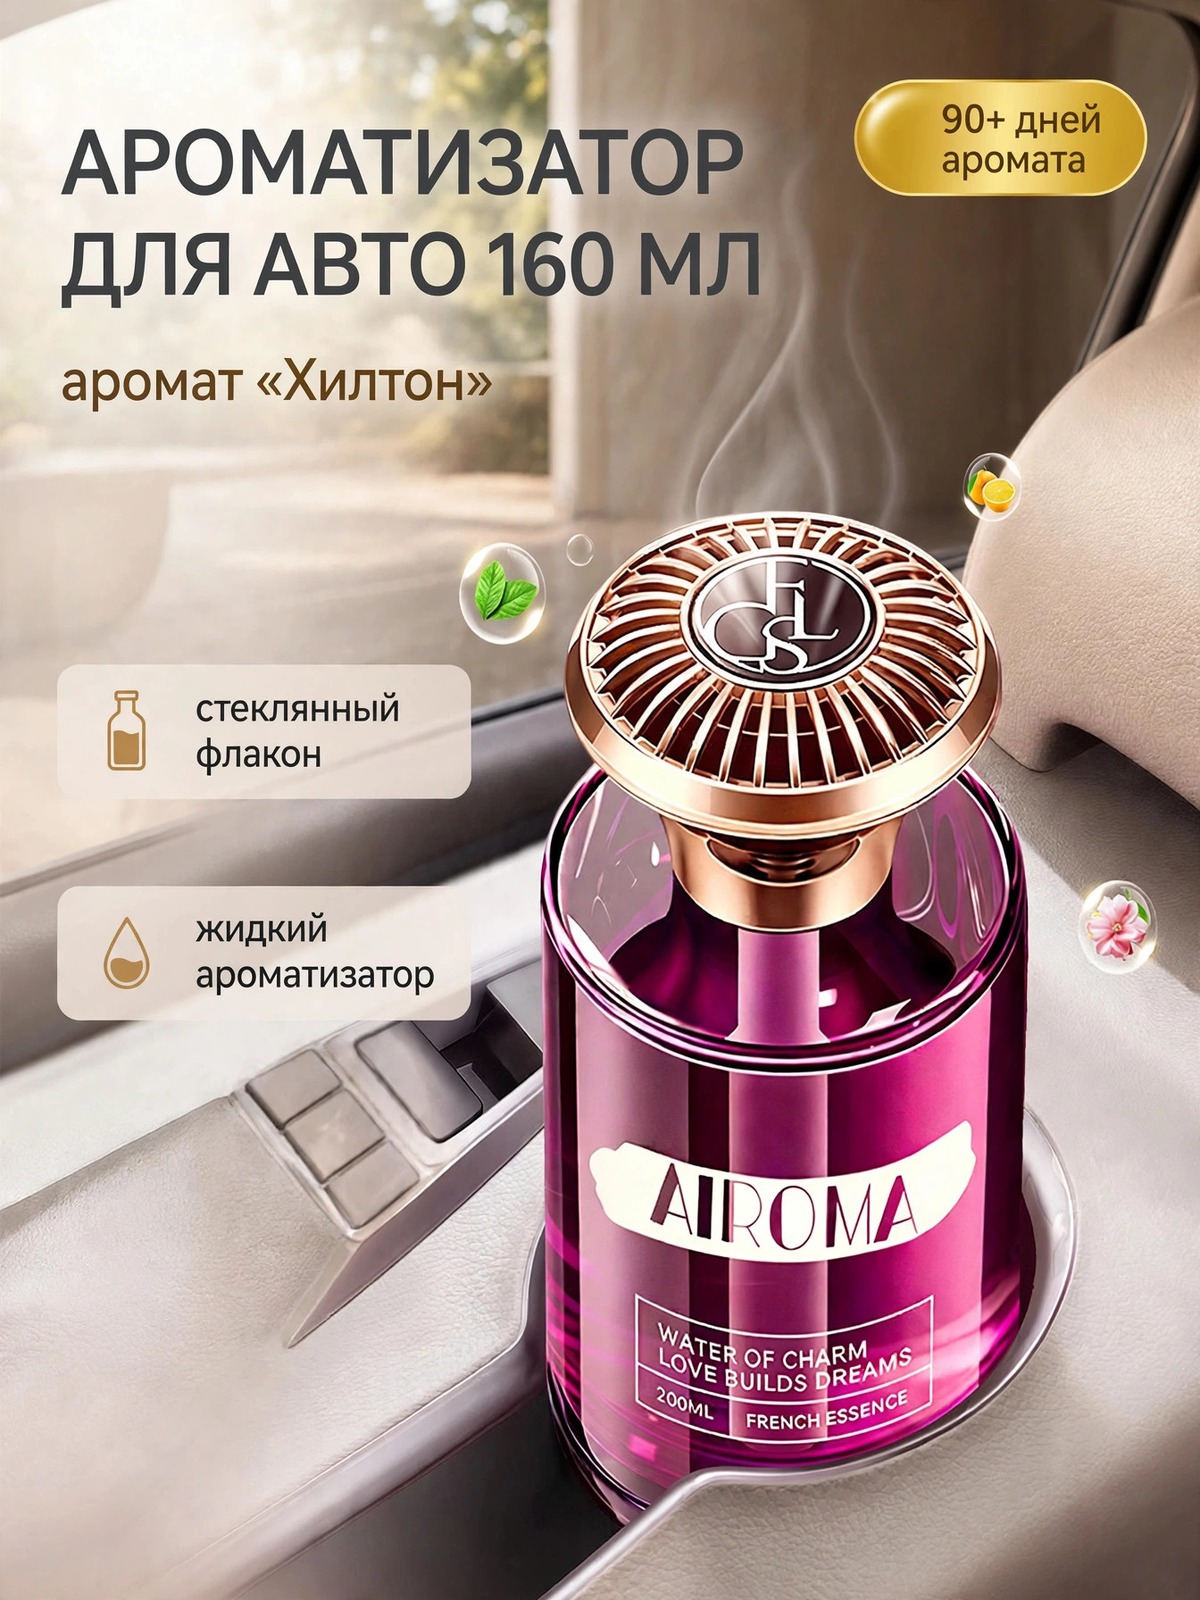 90+ дней
аромата
АРОМАТИЗАТОР
ДЛЯ АВТО 160 МЛ
аромат «Хилтон»
стеклянный
флакон
жидкий
ароматизатор
AIROMA
WATER OF CHARM
LOVE BUILDS DREAMS
200ML FRENCH ESSENCE